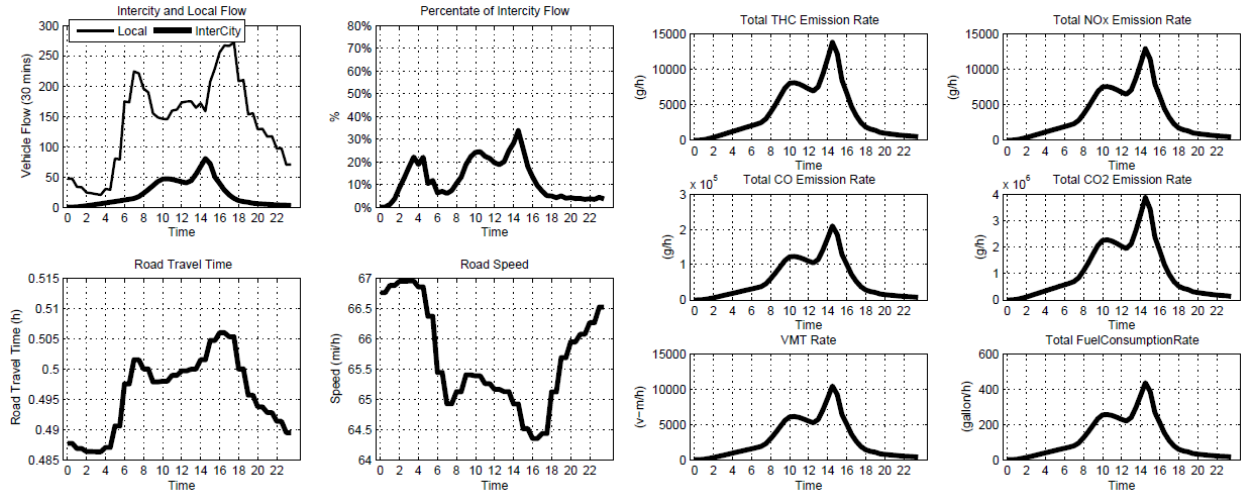 Intercity and Local Flow
Local InterCity
Vehicle Flow (30 mins)
300
250
200
150
100
50
0
0 2 4 6 8 10 12 14 16 18 20 22
Time
Percentate of Intercity Flow
%
80%
70%
60%
50%
40%
30%
20%
10%
0%
0 2 4 6 8 10 12 14 16 18 20 22
Time
Road Travel Time
Road Travel Time (h)
0.515
0.51
0.505
0.5
0.495
0.49
0.485
0 2 4 6 8 10 12 14 16 18 20 22
Time
Road Speed
Speed (mi/h)
67
66.5
66
65.5
65
64.5
64
0 2 4 6 8 10 12 14 16 18 20 22
Time
Total THC Emission Rate
(g/h)
15000
10000
5000
0
0 2 4 6 8 10 12 14 16 18 20 22
Time
Total NOx Emission Rate
(g/h)
15000
10000
5000
0
0 2 4 6 8 10 12 14 16 18 20 22
Time
Total CO Emission Rate
x 10^5
(g/h)
3
2
1
0
0 2 4 6 8 10 12 14 16 18 20 22
Time
Total CO2 Emission Rate
x 10^6
(g/h)
4
3
2
1
0
0 2 4 6 8 10 12 14 16 18 20 22
Time
VMT Rate
(v−m/h)
15000
10000
5000
0
0 2 4 6 8 10 12 14 16 18 20 22
Time
Total FuelConsumptionRate
(gallon/h)
600
400
200
0
0 2 4 6 8 10 12 14 16 18 20 22
Time